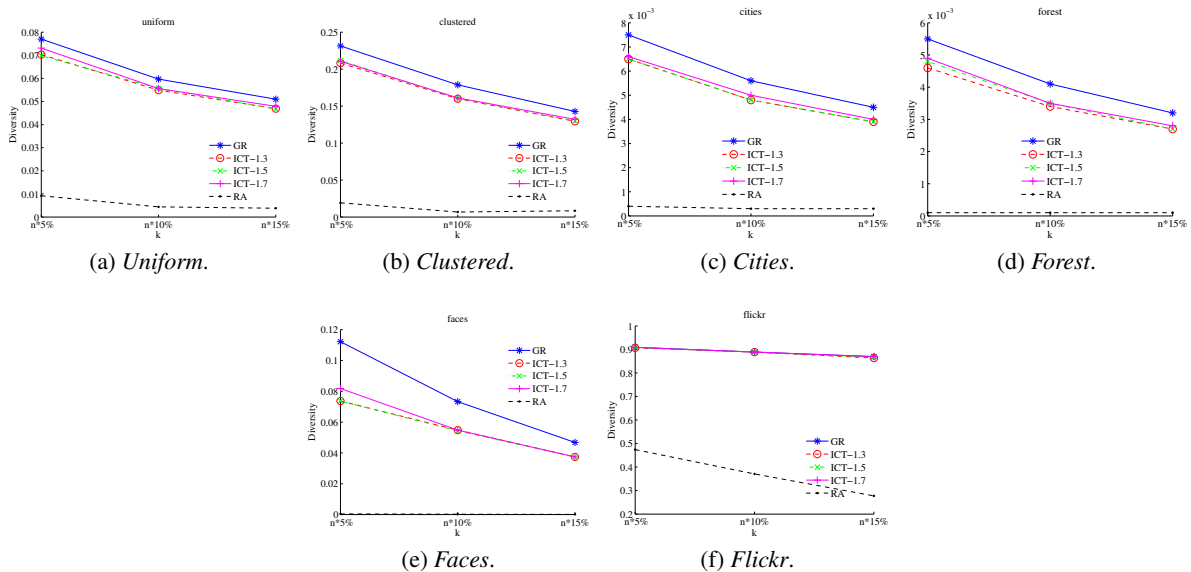 uniform
0.08
0.07
0.06
0.05
0.04
0.03
0.02
0.01
0
Diversity
GR
ICT−1.3
ICT−1.5
ICT−1.7
RA
n*5%
n*10%
n*15%
k
(a) Uniform.
clustered
0.25
0.2
0.15
0.1
0.05
0
Diversity
GR
ICT−1.3
ICT−1.5
ICT−1.7
RA
n*5%
n*10%
n*15%
k
(b) Clustered.
cities
x 10⁻³
8
7
6
5
4
3
2
1
0
Diversity
GR
ICT−1.3
ICT−1.5
ICT−1.7
RA
n*5%
n*10%
n*15%
k
(c) Cities.
forest
x 10⁻³
6
5
4
3
2
1
0
Diversity
GR
ICT−1.3
ICT−1.5
ICT−1.7
RA
n*5%
n*10%
n*15%
k
(d) Forest.
faces
0.12
0.1
0.08
0.06
0.04
0.02
0
Diversity
GR
ICT−1.3
ICT−1.5
ICT−1.7
RA
n*5%
n*10%
n*15%
k
(e) Faces.
flickr
1
0.9
0.8
0.7
0.6
0.5
0.4
0.3
0.2
Diversity
GR
ICT−1.3
ICT−1.5
ICT−1.7
RA
n*5%
n*10%
n*15%
k
(f) Flickr.